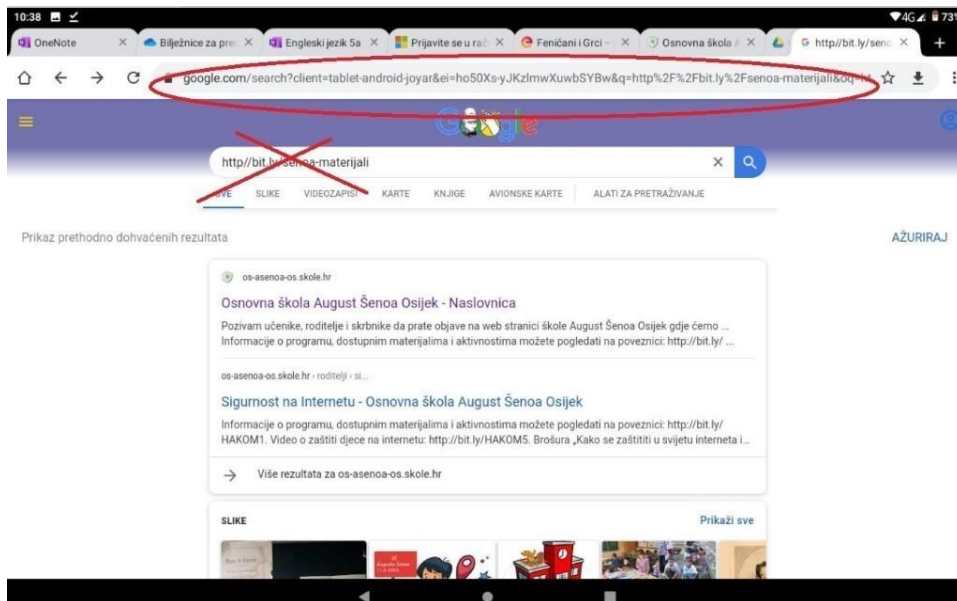 10:38 4G 73%
OneNote Bilježnice za pre Engleski jezik 5a Prijavite se u rač Feničani i Grci – Osnovna škola A G http//bit.ly/seno
google.com/search?client=tablet-android-joyar&ei=ho50Xs-yJKzlmwXuwbSYBw&q=http%2F%2Fbit.ly%2Fsenoa-materijali&oq=ht
Google
http//bit.ly/senoa-materijali
SVE SLIKE VIDEOZAPISI KARTE KNJIGE AVIONSKE KARTE ALATI ZA PRETRAŽIVANJE
Prikaz prethodno dohvaćenih rezultata AŽURIRAJ
os-asenoa-os.skole.hr
Osnovna škola August Šenoa Osijek - Naslovnica
Pozivam učenike, roditelje i skrbnike da prate objave na web stranici škole August Šenoa Osijek gdje ćemo ...
Informacije o programu, dostupnim materijalima i aktivnostima možete pogledati na poveznici: http://bit.ly/ ...
os-asenoa-os.skole.hr › roditelji › si...
Sigurnost na Internetu - Osnovna škola August Šenoa Osijek
Informacije o programu, dostupnim materijalima i aktivnostima možete pogledati na poveznici: http://bit.ly/
HAKOM1. Video o zaštiti djece na internetu: http://bit.ly/HAKOM5. Brošura „Kako se zaštititi u svijetu interneta i...
Više rezultata za os-asenoa-os.skole.hr
SLIKE Prikaži sve